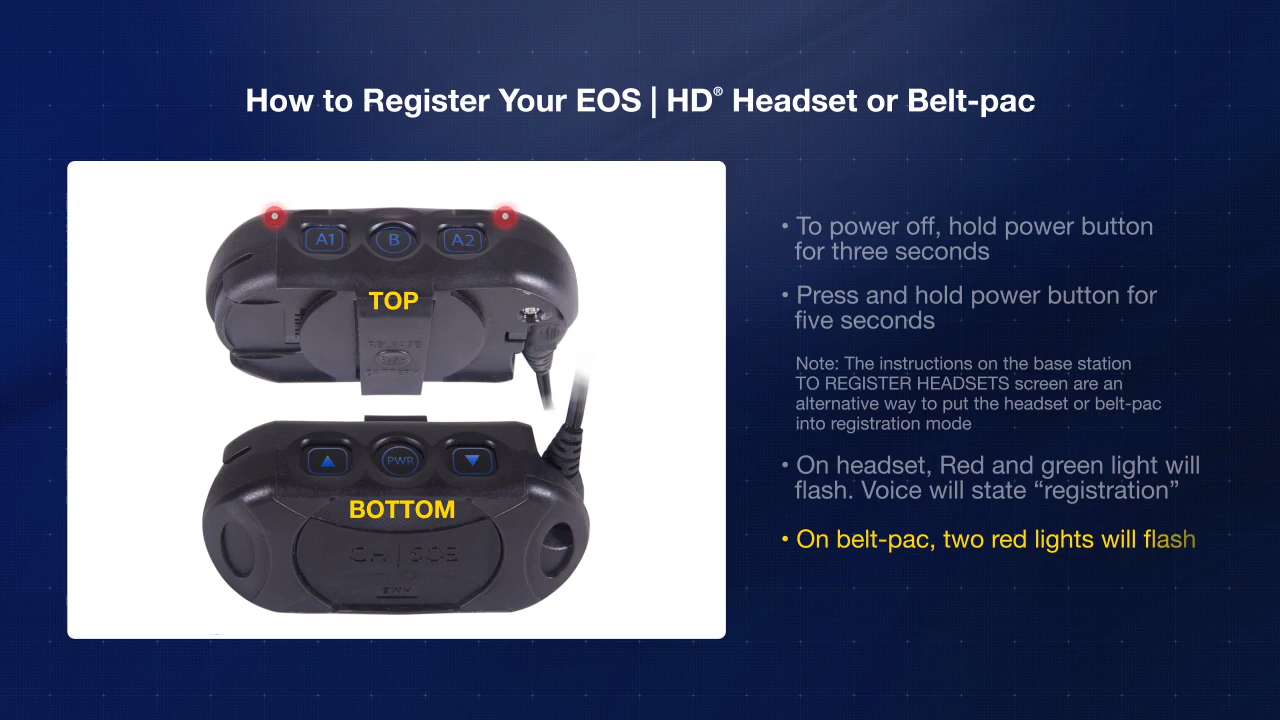 How to Register Your EOS | HD® Headset or Belt-pac
A1 B A2
TOP
RELEASE
BATTERY
▲ PWR ▼
BOTTOM
• To power off, hold power button
for three seconds
• Press and hold power button for
five seconds
Note: The instructions on the base station
TO REGISTER HEADSETS screen are an
alternative way to put the headset or belt-pac
into registration mode
• On headset, Red and green light will
flash. Voice will state “registration”
• On belt-pac, two red lights will flash